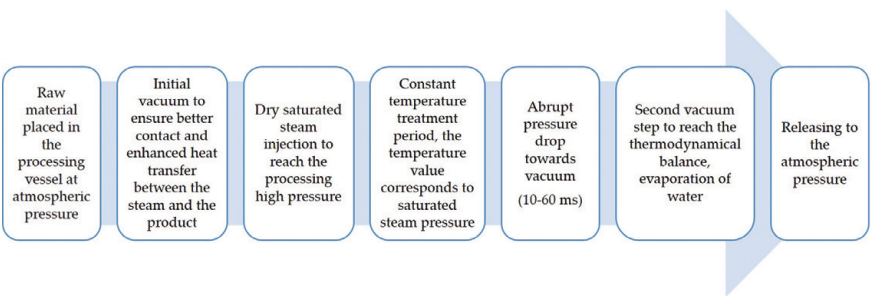 Raw
material
placed in
the
processing
vessel at
atmospheric
pressure
Initial
vacuum to
ensure better
contact and
enhanced heat
transfer
between the
steam and the
product
Dry saturated
steam
injection to
reach the
processing
high pressure
Constant
temperature
treatment
period, the
temperature
value
corresponds to
saturated
steam pressure
Abrupt
pressure
drop
towards
vacuum
(10-60 ms)
Second vacuum
step to reach the
thermodynamical
balance,
evaporation of
water
Releasing to
the
atmospheric
pressure